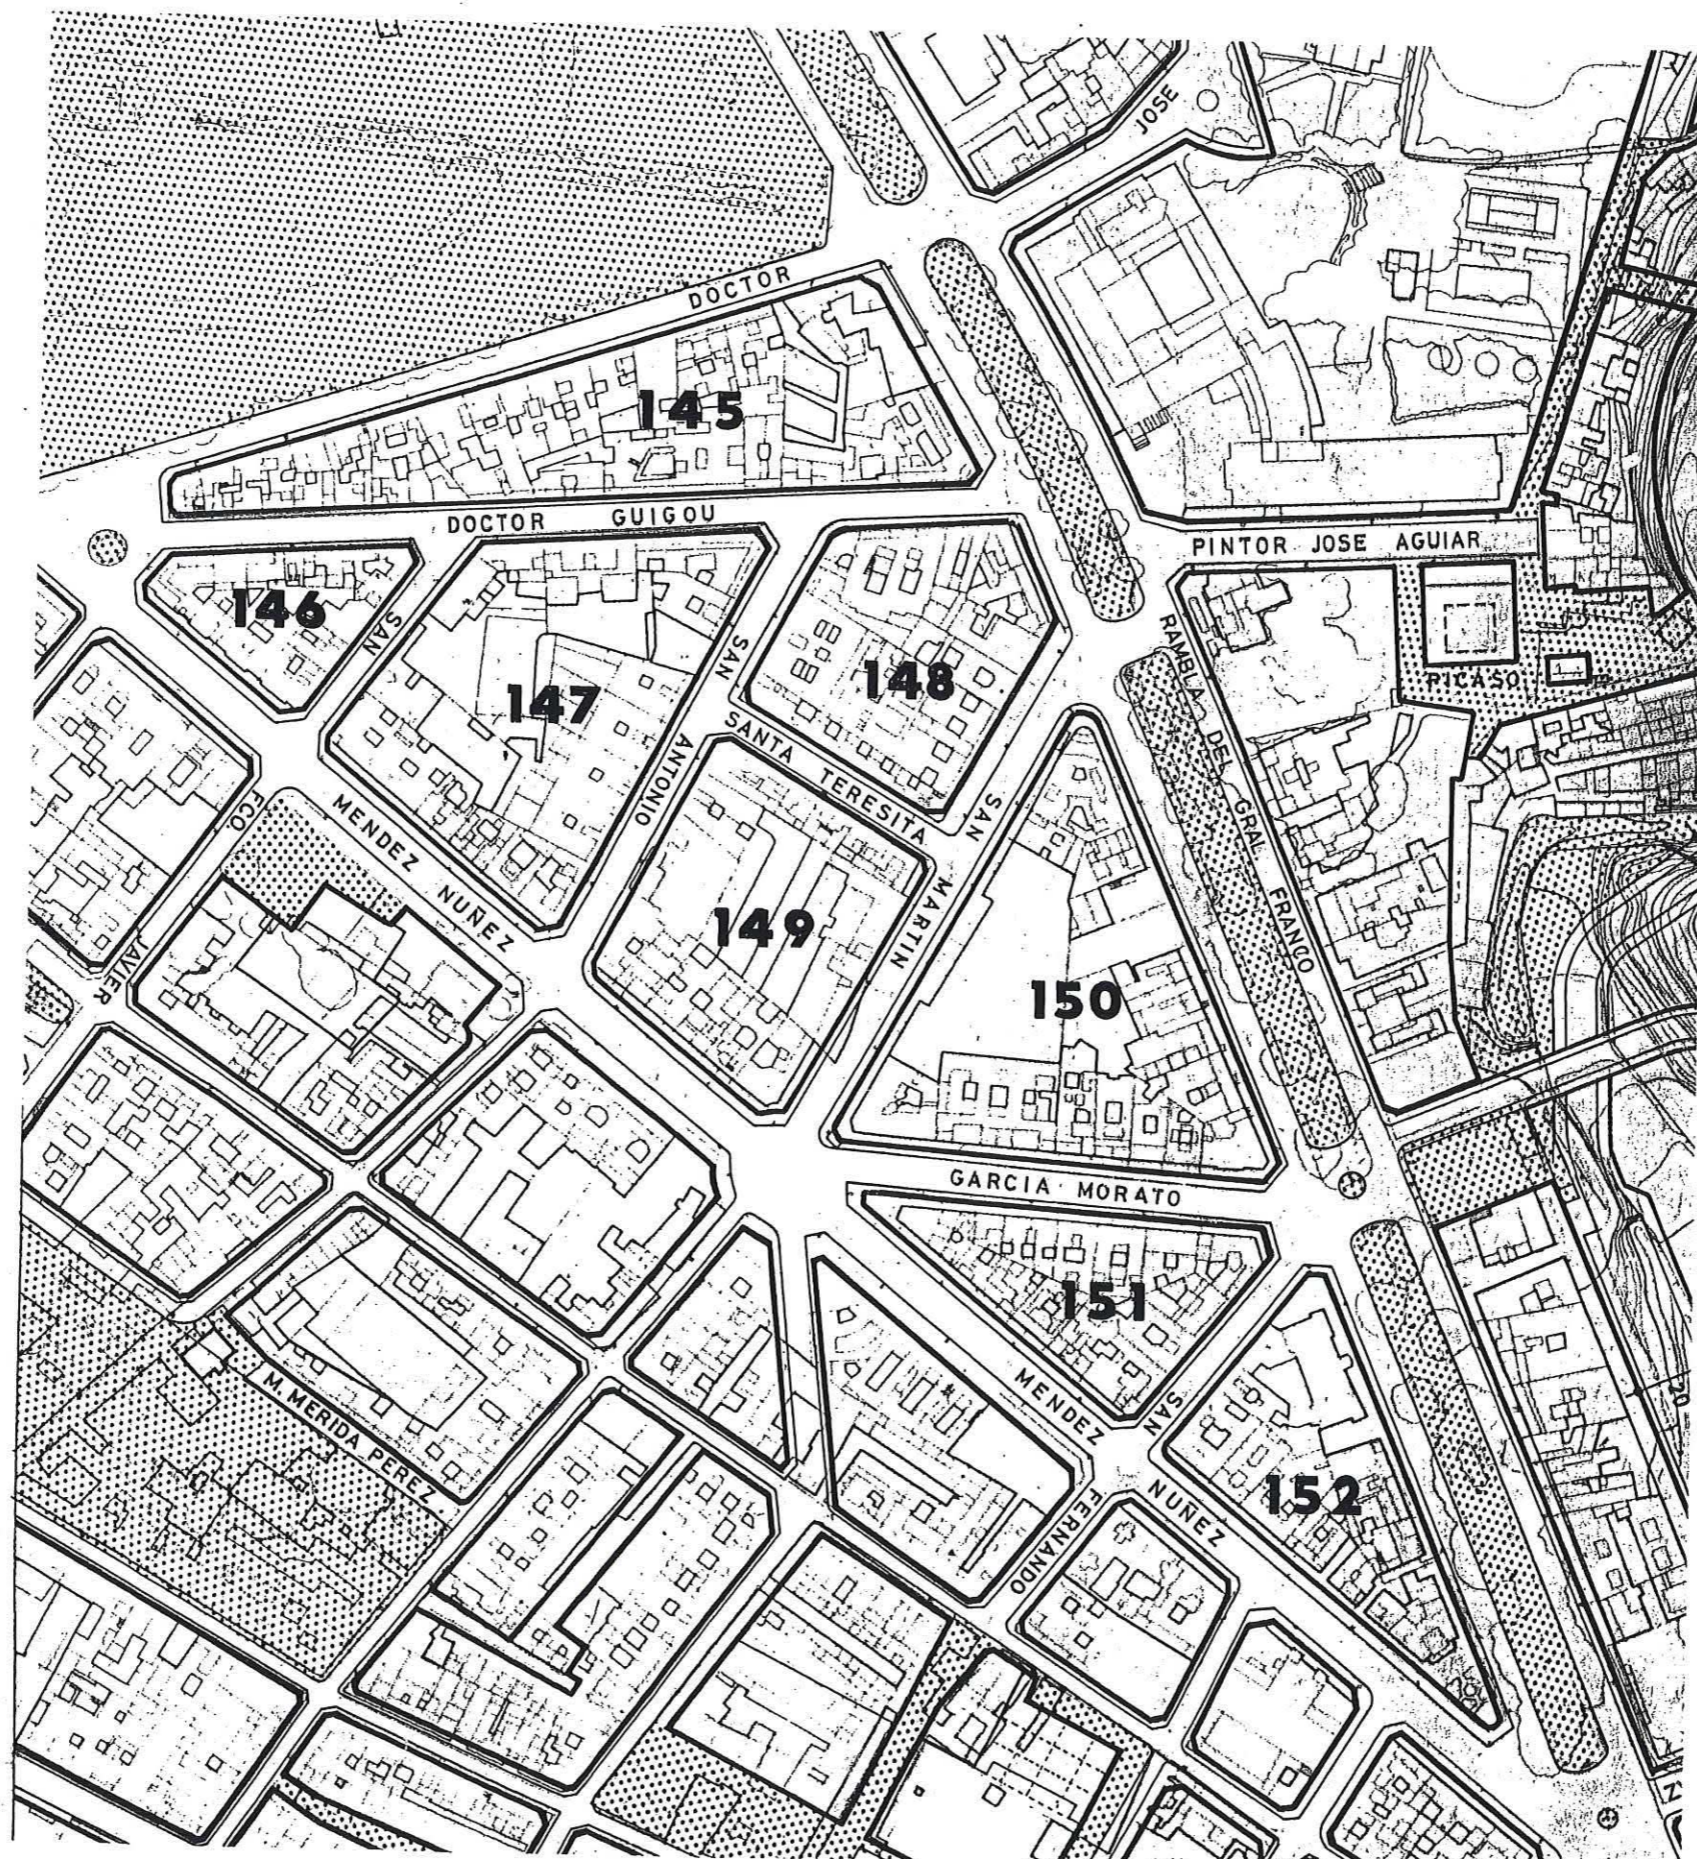 JOSE
DOCTOR
145
DOCTOR GUIGOU
PINTOR JOSE AGUIAR
146
SAN
147
SAN ANTONIO
148
RAMBLA DEL GRAL FRANCO
PICASO
SANTA TERESITA
FCO JAVIER
MENDEZ NUÑEZ
149
SAN MARTIN
150
GARCIA MORATO
151
M. MERIDA PEREZ
MENDEZ NUÑEZ
SAN FERNANDO
152
20